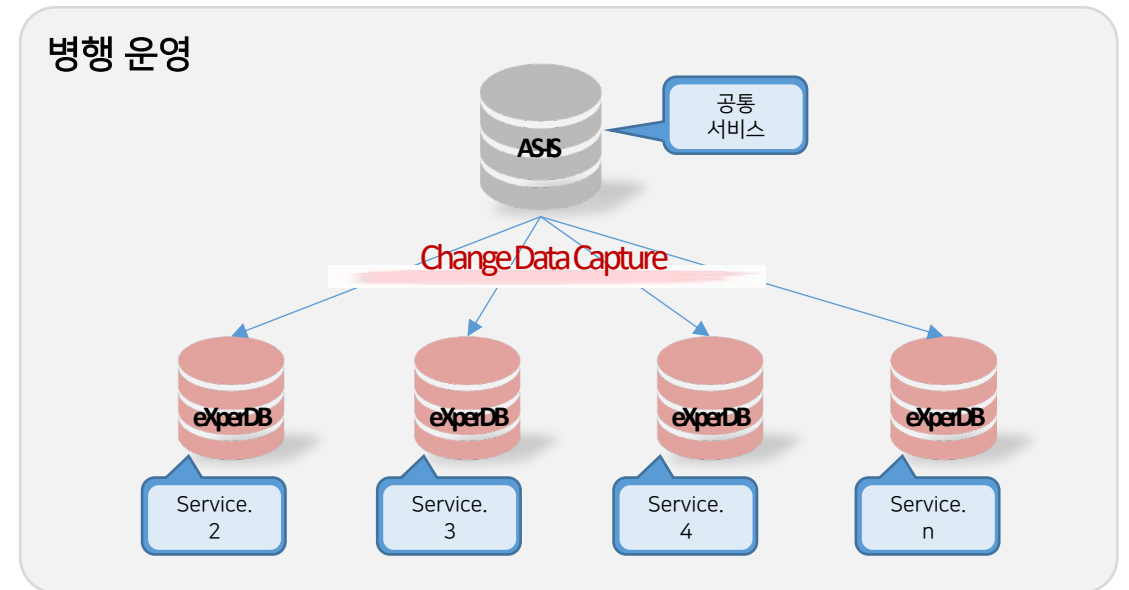 병행 운영
공통
서비스
AS-IS
Change Data Capture
eXperDB
eXperDB
eXperDB
eXperDB
Service.
2
Service.
3
Service.
4
Service.
n